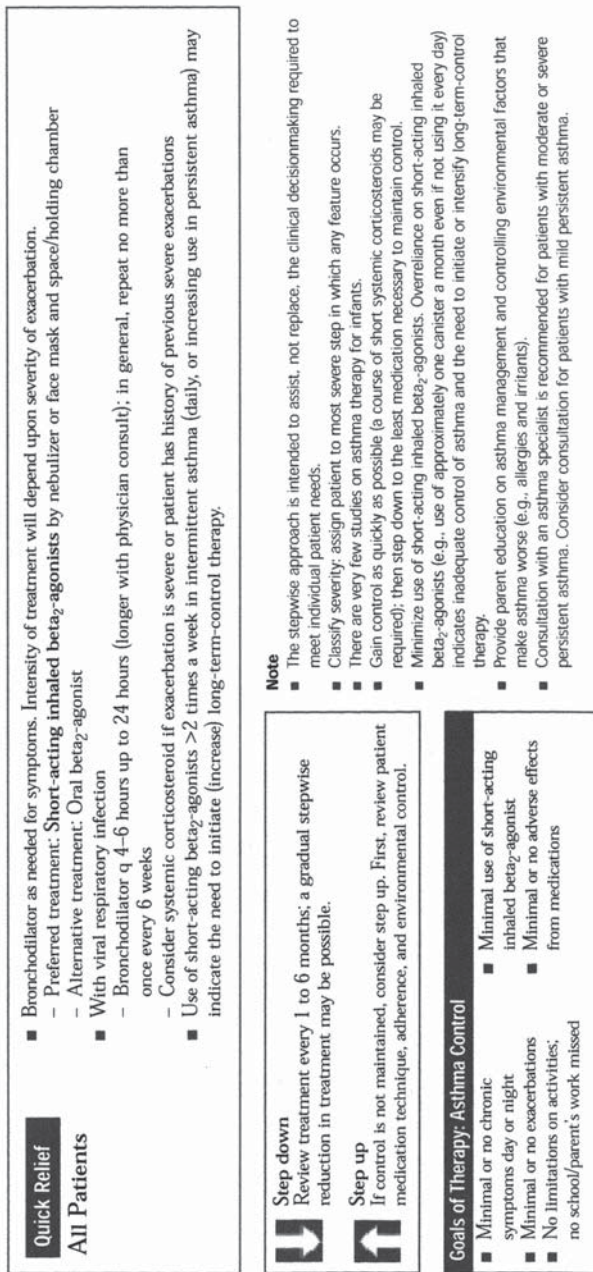 Quick Relief
All Patients
■ Bronchodilator as needed for symptoms. Intensity of treatment will depend upon severity of exacerbation.
– Preferred treatment: Short-acting inhaled beta₂-agonists by nebulizer or face mask and space/holding chamber
– Alternative treatment: Oral beta₂-agonist
■ With viral respiratory infection
– Bronchodilator q 4–6 hours up to 24 hours (longer with physician consult); in general, repeat no more than
once every 6 weeks
– Consider systemic corticosteroid if exacerbation is severe or patient has history of previous severe exacerbations
■ Use of short-acting beta₂-agonists >2 times a week in intermittent asthma (daily, or increasing use in persistent asthma) may
indicate the need to initiate (increase) long-term-control therapy.
Step down
Review treatment every 1 to 6 months; a gradual stepwise
reduction in treatment may be possible.
Step up
If control is not maintained, consider step up. First, review patient
medication technique, adherence, and environmental control.
Goals of Therapy: Asthma Control
■ Minimal or no chronic
symptoms day or night
■ Minimal or no exacerbations
■ No limitations on activities;
no school/parent's work missed
■ Minimal use of short-acting
inhaled beta₂-agonist
■ Minimal or no adverse effects
from medications
Note
■ The stepwise approach is intended to assist, not replace, the clinical decisionmaking required to
meet individual patient needs.
■ Classify severity: assign patient to most severe step in which any feature occurs.
■ There are very few studies on asthma therapy for infants.
■ Gain control as quickly as possible (a course of short systemic corticosteroids may be
required); then step down to the least medication necessary to maintain control.
■ Minimize use of short-acting inhaled beta₂-agonists. Overreliance on short-acting inhaled
beta₂-agonists (e.g., use of approximately one canister a month even if not using it every day)
indicates inadequate control of asthma and the need to initiate or intensify long-term-control
therapy.
■ Provide parent education on asthma management and controlling environmental factors that
make asthma worse (e.g., allergies and irritants).
■ Consultation with an asthma specialist is recommended for patients with moderate or severe
persistent asthma. Consider consultation for patients with mild persistent asthma.